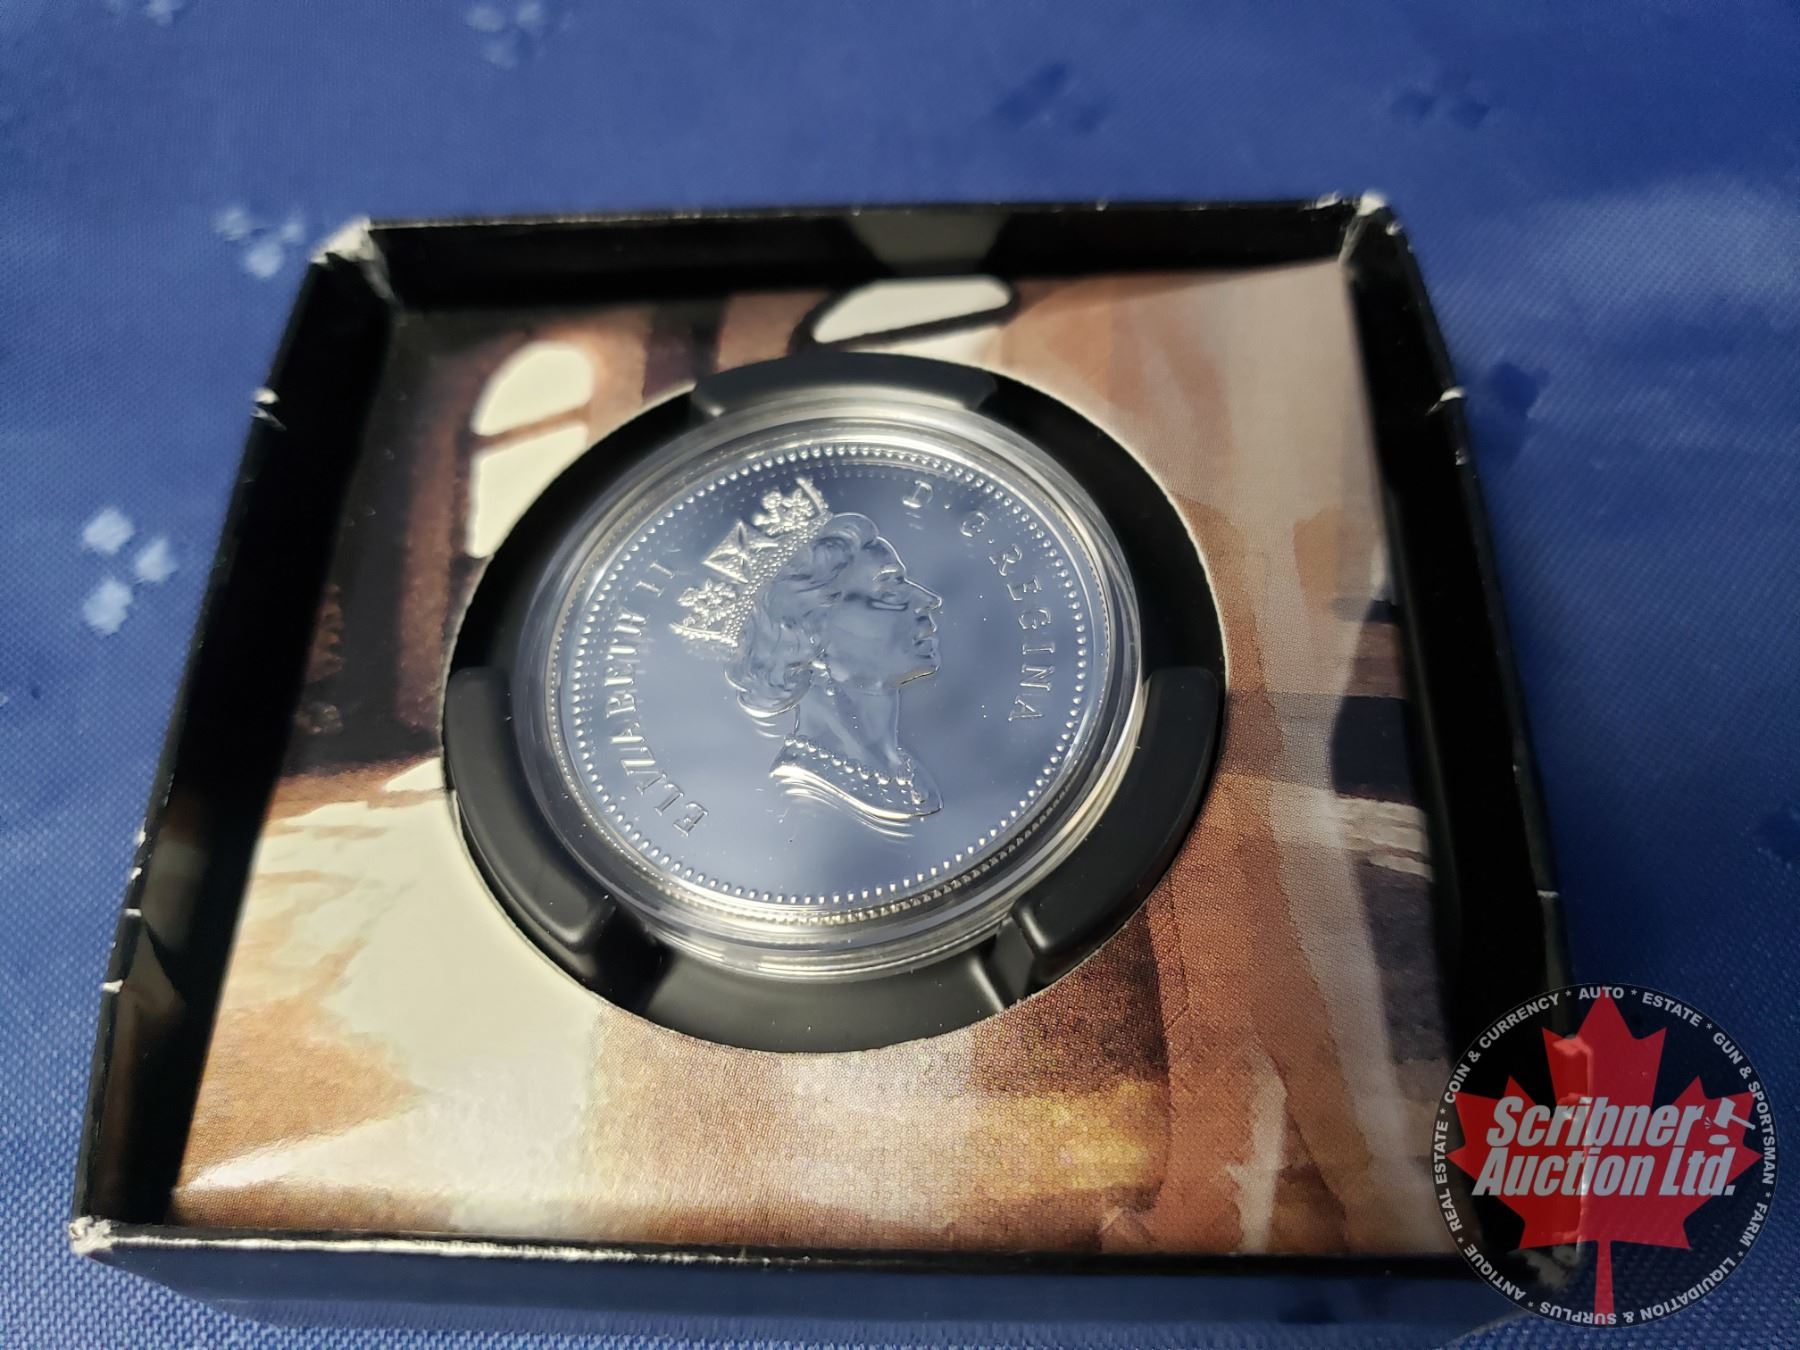 ELIZABETH II
D·G·REGINA
Scribner
Auction Ltd.
ANTIQUE * REAL ESTATE * COIN & CURRENCY * AUTO * ESTATE * GUN & SPORTSMAN * FARM * LIQUIDATION & SURPLUS *